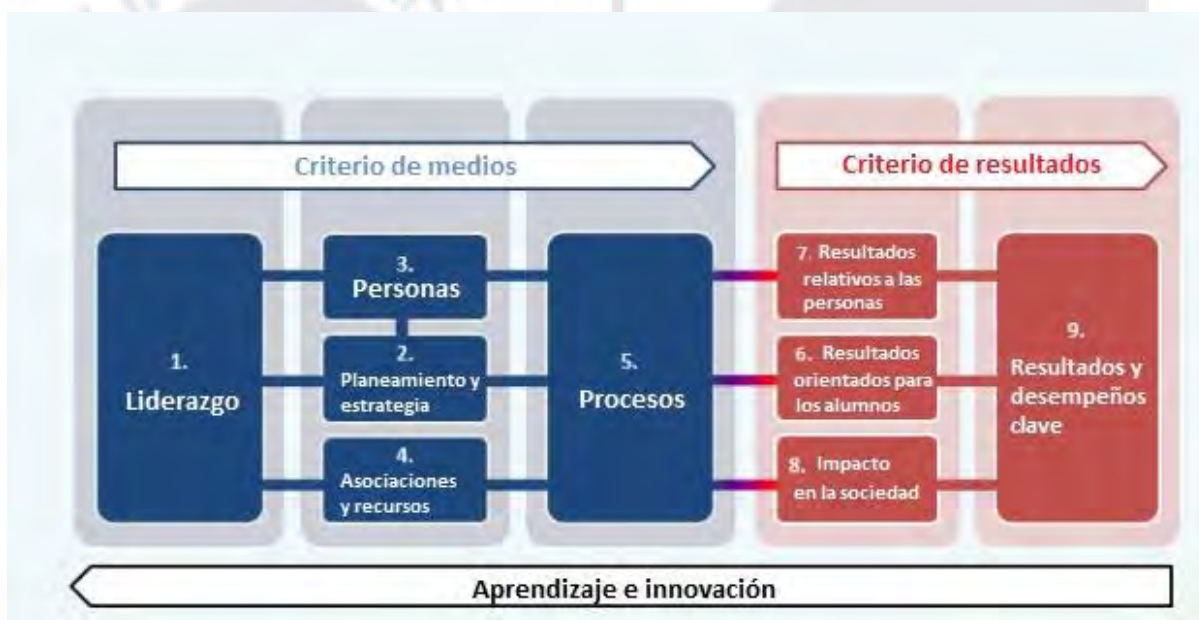 Criterio de medios
Criterio de resultados
1.
Liderazgo
3.
Personas
2.
Planeamiento y
estrategia
4.
Asociaciones
y recursos
5.
Procesos
7. Resultados
relativos a las
personas
6. Resultados
orientados para
los alumnos
8. Impacto
en la sociedad
9.
Resultados y
desempeños
clave
Aprendizaje e innovación